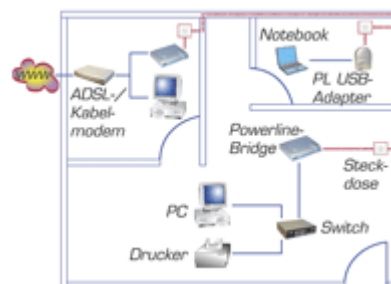 Notebook
www
ADSL-/
Kabel-
modem
PL USB-
Adapter
Powerline-
Bridge
Steck-
dose
PC
Switch
Drucker